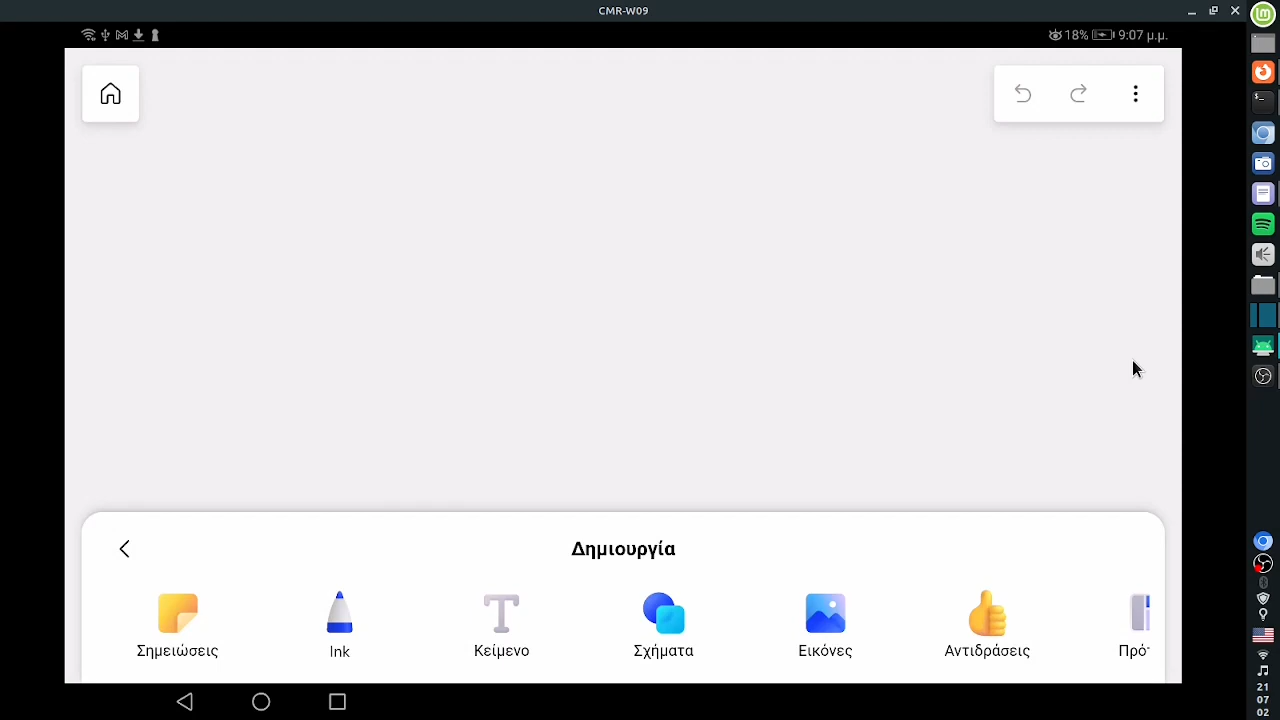 CMR-W09
18% 9:07 μ.μ.
Δημιουργία
Σημειώσεις
Ink
Κείμενο
Σχήματα
Εικόνες
Αντιδράσεις
Πρό
21
07
02